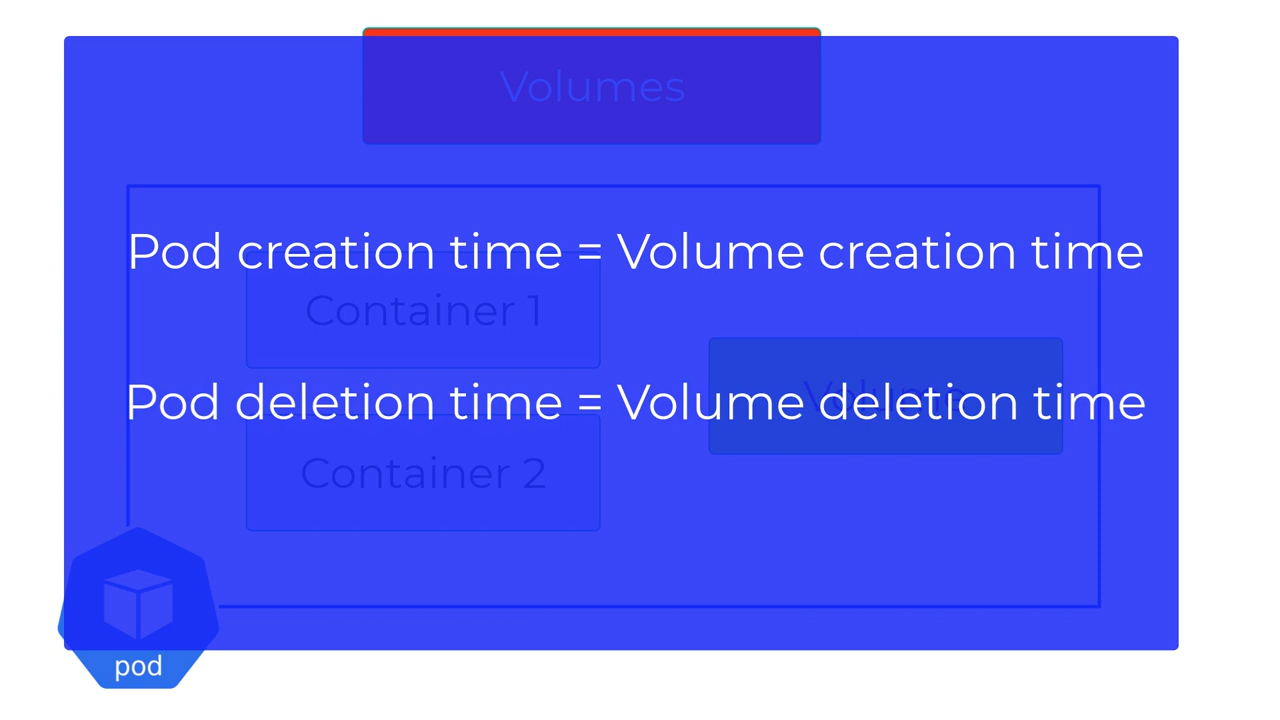 Volumes
Pod creation time = Volume creation time
Container 1
Pod deletion time = Volume deletion time
Container 2
pod